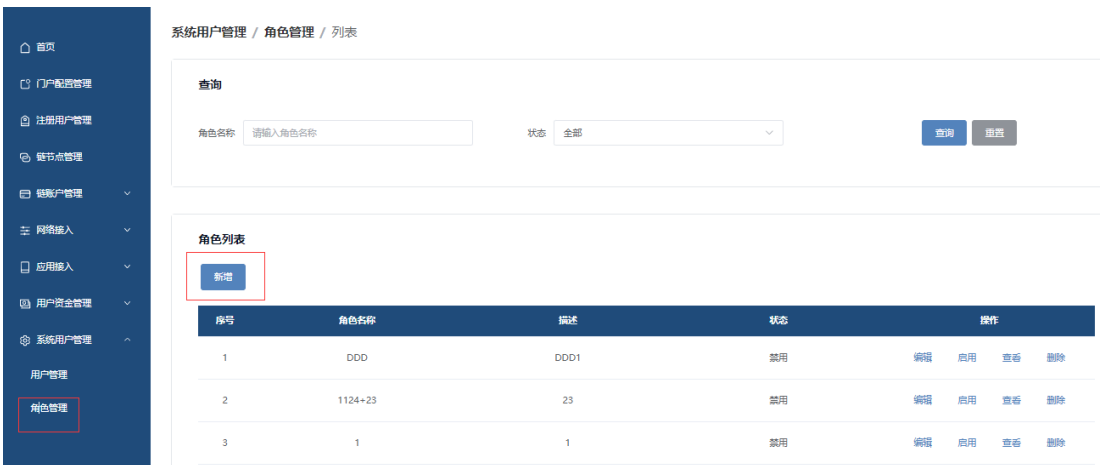 首页
门户配置管理
注册用户管理
链节点管理
链账户管理
网络接入
应用接入
用户资金管理
系统用户管理
用户管理
角色管理
系统用户管理 / 角色管理 / 列表
查询
角色名称 请输入角色名称 状态 全部 查询 重置
角色列表
新增
序号 角色名称 描述 状态 操作
1 DDD DDD1 禁用 编辑 启用 查看 删除
2 1124+23 23 禁用 编辑 启用 查看 删除
3 1 1 禁用 编辑 启用 查看 删除